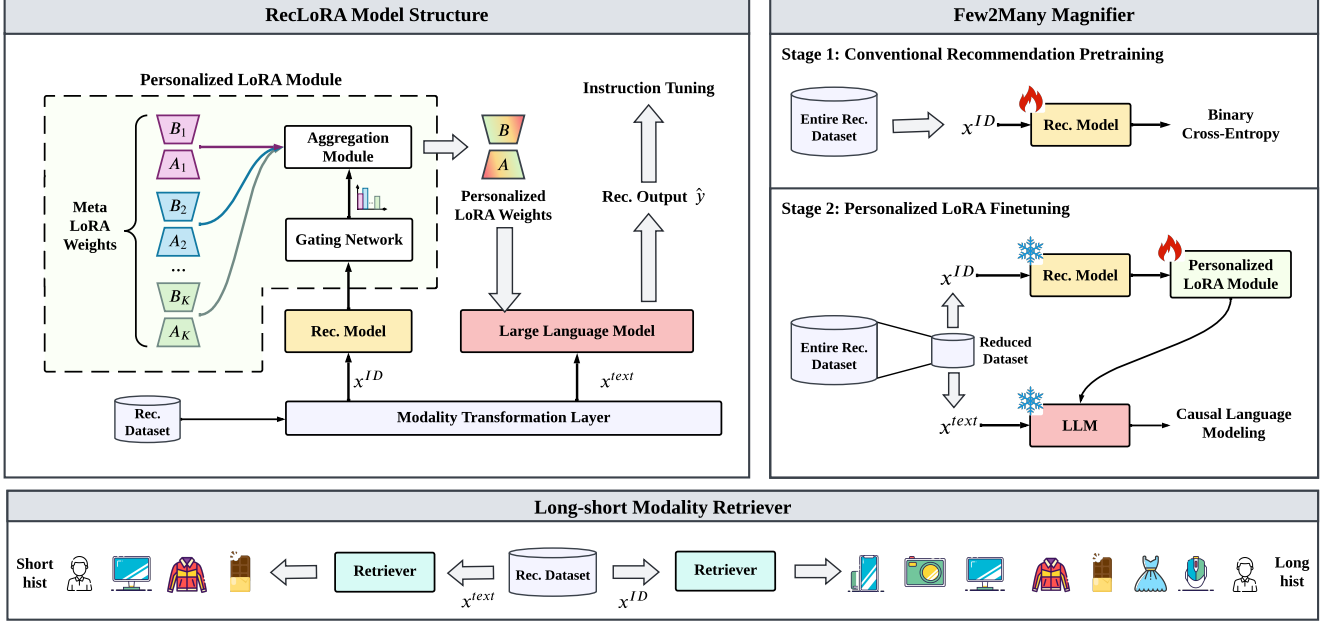 RecLoRA Model Structure
Personalized LoRA Module
Meta
LoRA
Weights
B1
A1
B2
A2
...
BK
AK
Aggregation
Module
Gating Network
B
A
Personalized
LoRA Weights
Instruction Tuning
Rec. Output ŷ
Rec. Model
Large Language Model
x^ID
x^text
Rec.
Dataset
Modality Transformation Layer
Few2Many Magnifier
Stage 1: Conventional Recommendation Pretraining
Entire Rec.
Dataset
x^ID
Rec. Model
Binary
Cross-Entropy
Stage 2: Personalized LoRA Finetuning
x^ID
Rec. Model
Personalized
LoRA Module
Entire Rec.
Dataset
Reduced
Dataset
x^text
LLM
Causal Language
Modeling
Long-short Modality Retriever
Short
hist
Retriever
x^text
Rec. Dataset
x^ID
Retriever
Long
hist